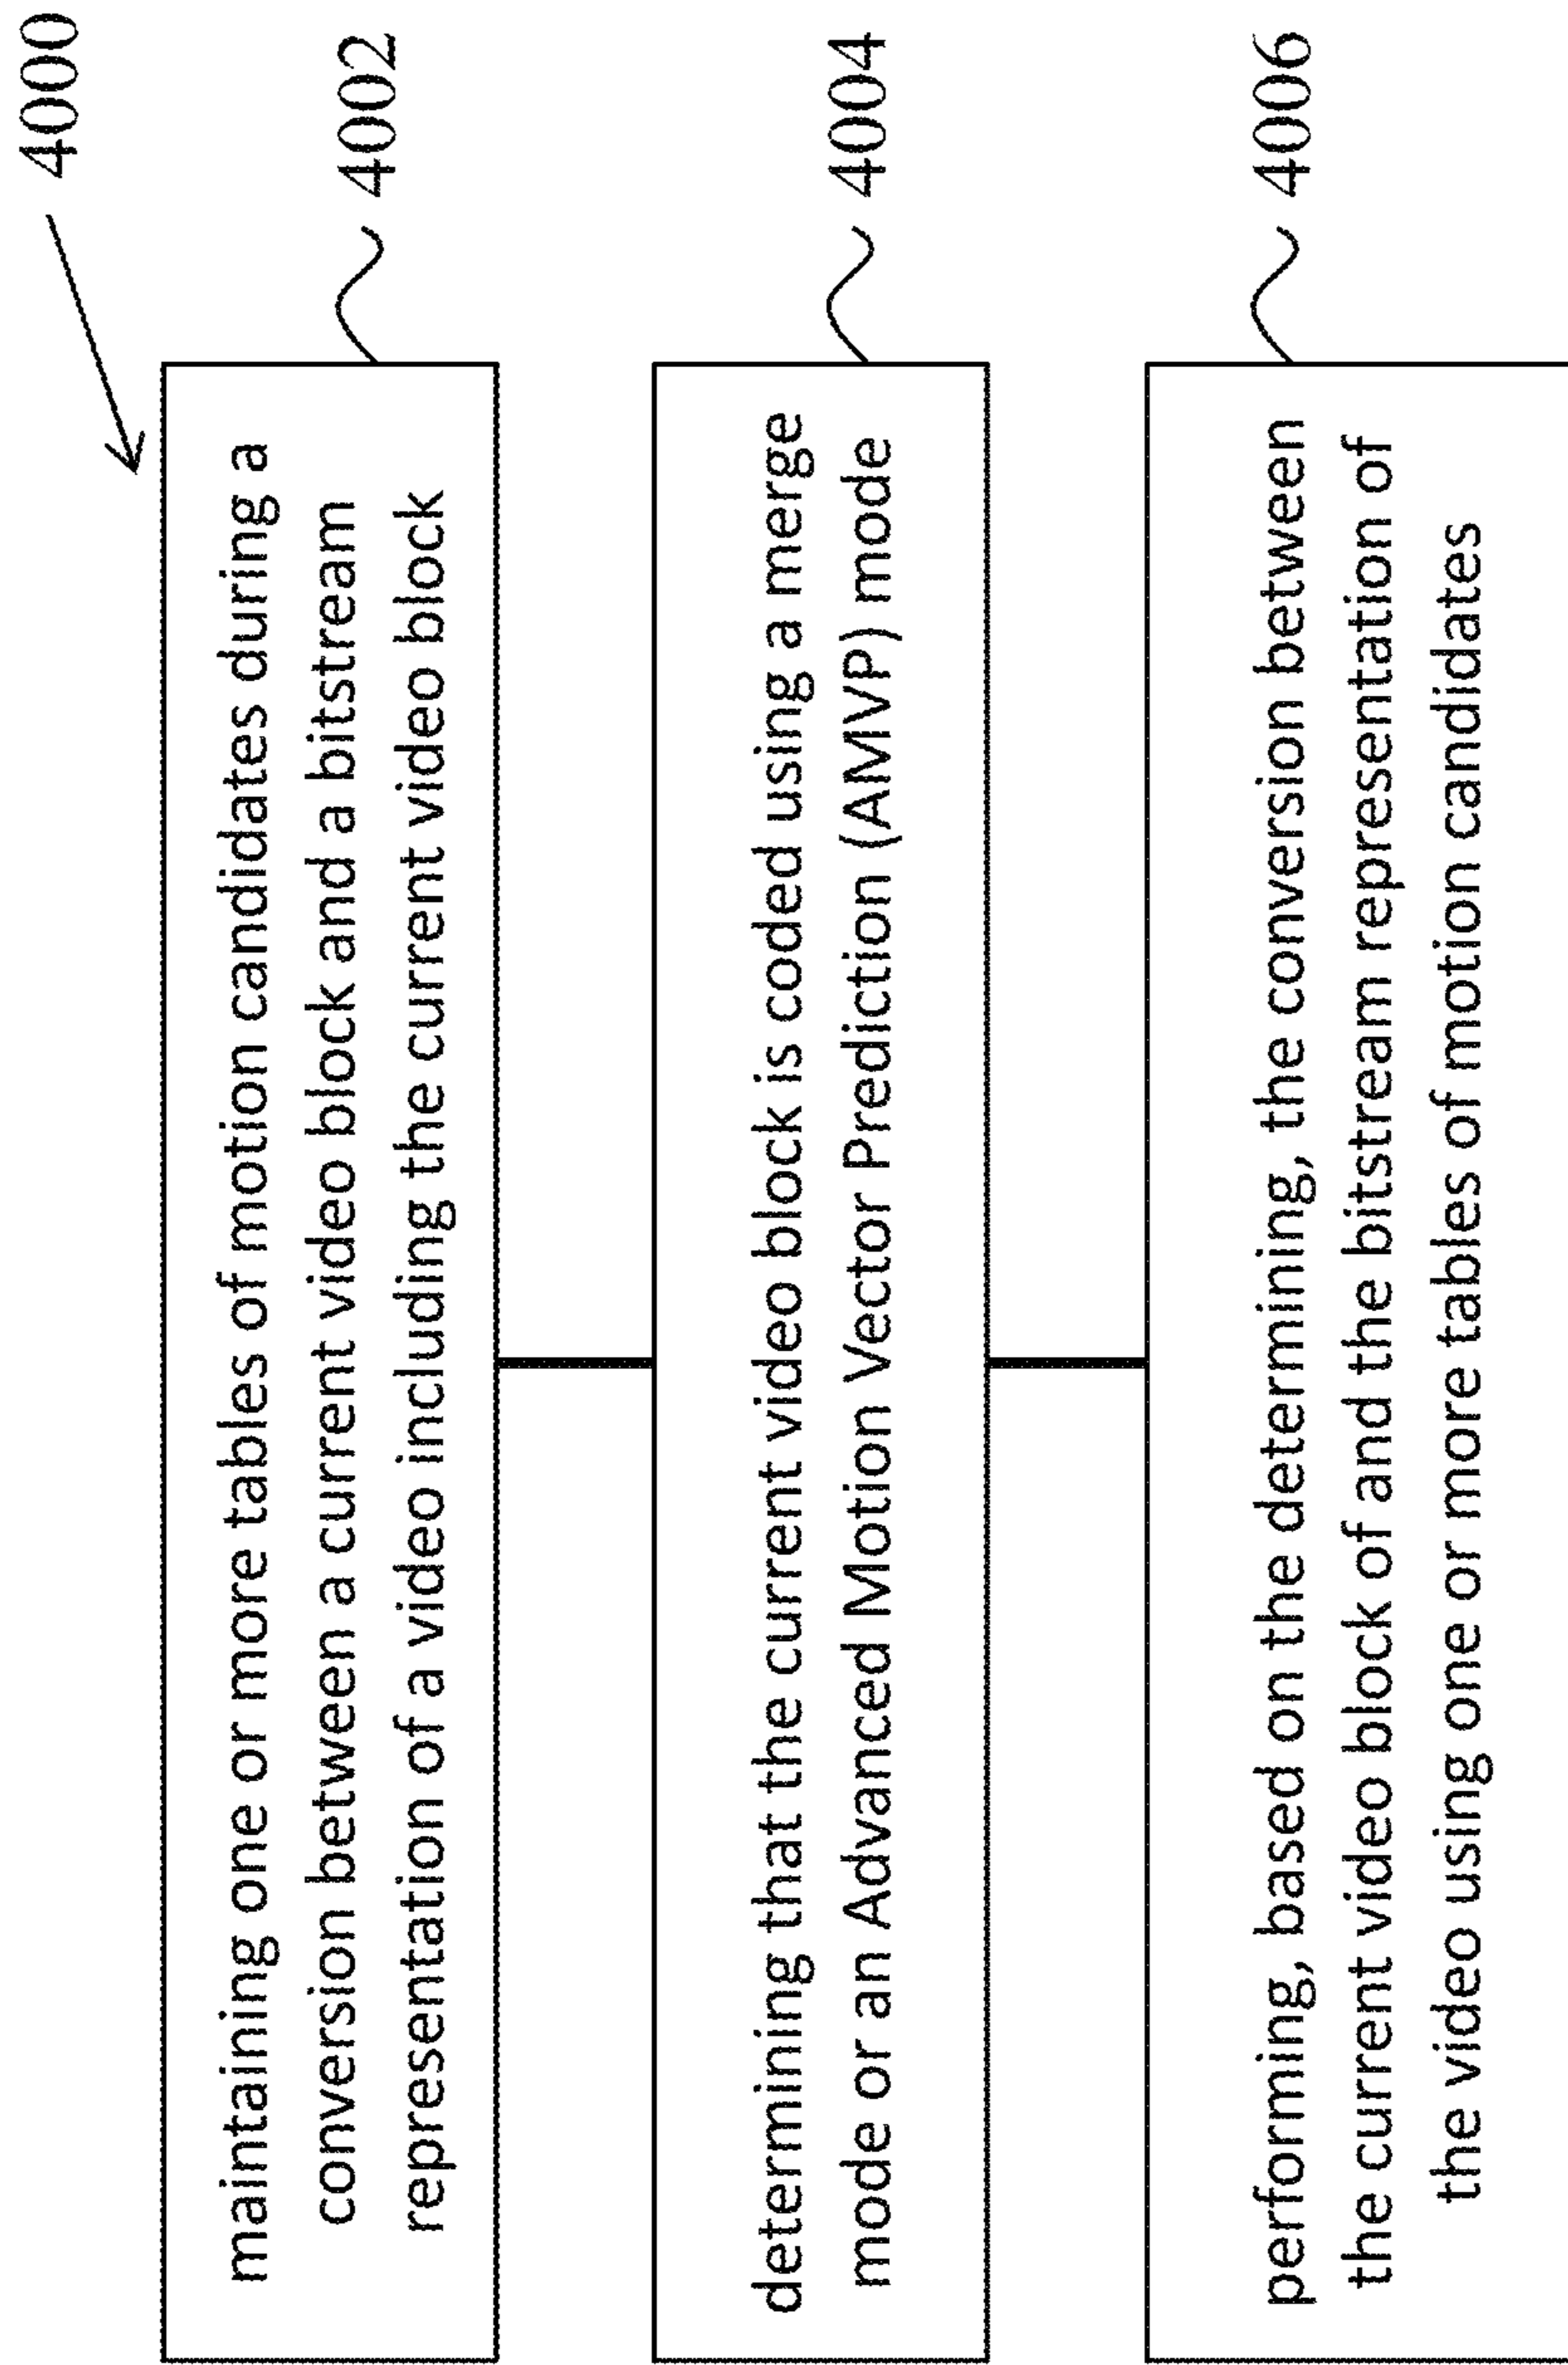 4000
maintaining one or more tables of motion candidates during a
conversion between a current video block and a bitstream
representation of a video including the current video block
4002
determining that the current video block is coded using a merge
mode or an Advanced Motion Vector Prediction (AMVP) mode
4004
performing, based on the determining, the conversion between
the current video block of and the bitstream representation of
the video using one or more tables of motion candidates
4006